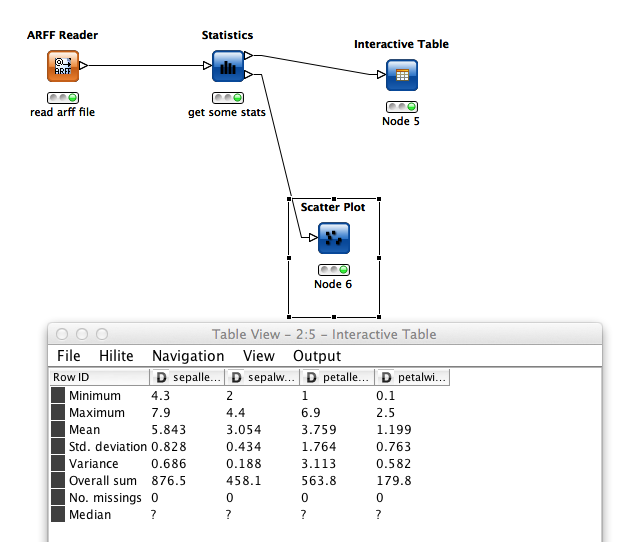 ARFF Reader
ARFF
read arff file
Statistics
get some stats
Interactive Table
Node 5
Scatter Plot
Node 6
Table View - 2:5 - Interactive Table
File Hilite Navigation View Output
Row ID D sepalle... D sepalw... D petalle... D petalwi...
Minimum 4.3 2 1 0.1
Maximum 7.9 4.4 6.9 2.5
Mean 5.843 3.054 3.759 1.199
Std. deviation 0.828 0.434 1.764 0.763
Variance 0.686 0.188 3.113 0.582
Overall sum 876.5 458.1 563.8 179.8
No. missings 0 0 0 0
Median ? ? ? ?